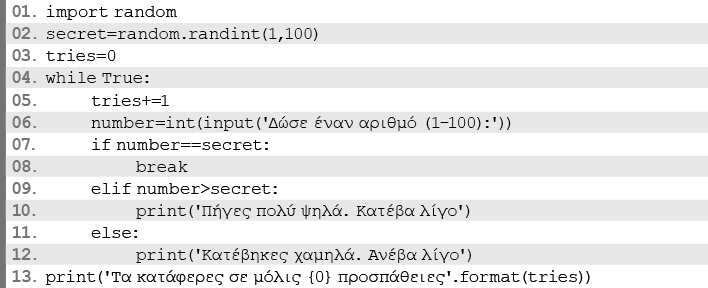 01. import random
02. secret=random.randint(1,100)
03. tries=0
04. while True:
05. tries+=1
06. number=int(input('Δώσε έναν αριθμό (1-100):'))
07. if number==secret:
08. break
09. elif number>secret:
10. print('Πήγες πολύ ψηλά. Κατέβα λίγο')
11. else:
12. print('Κατέβηκες χαμηλά. Ανέβα λίγο')
13. print('Τα κατάφερες σε μόλις {0} προσπάθειες'.format(tries))